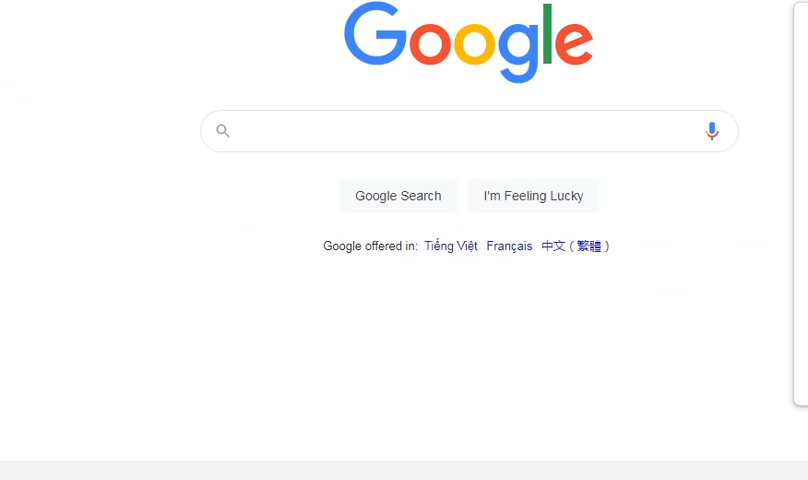 Google
Google Search I'm Feeling Lucky
Google offered in: Tiếng Việt Français 中文 ( 繁體 )